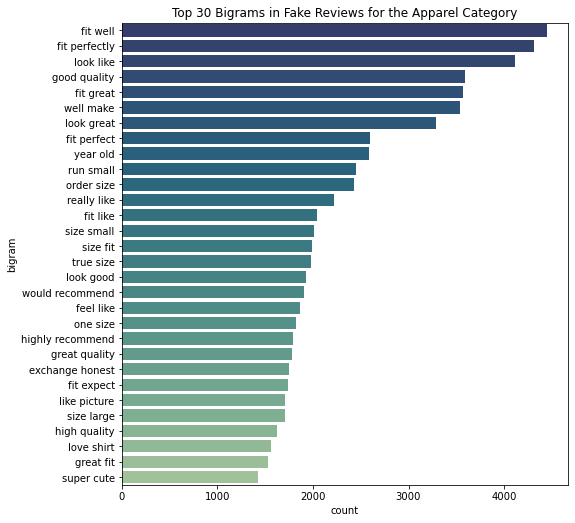 Top 30 Bigrams in Fake Reviews for the Apparel Category
fit well
fit perfectly
look like
good quality
fit great
well make
look great
fit perfect
year old
run small
order size
really like
fit like
size small
size fit
true size
look good
would recommend
feel like
one size
highly recommend
great quality
exchange honest
fit expect
like picture
size large
high quality
love shirt
great fit
super cute
bigram
0 1000 2000 3000 4000
count